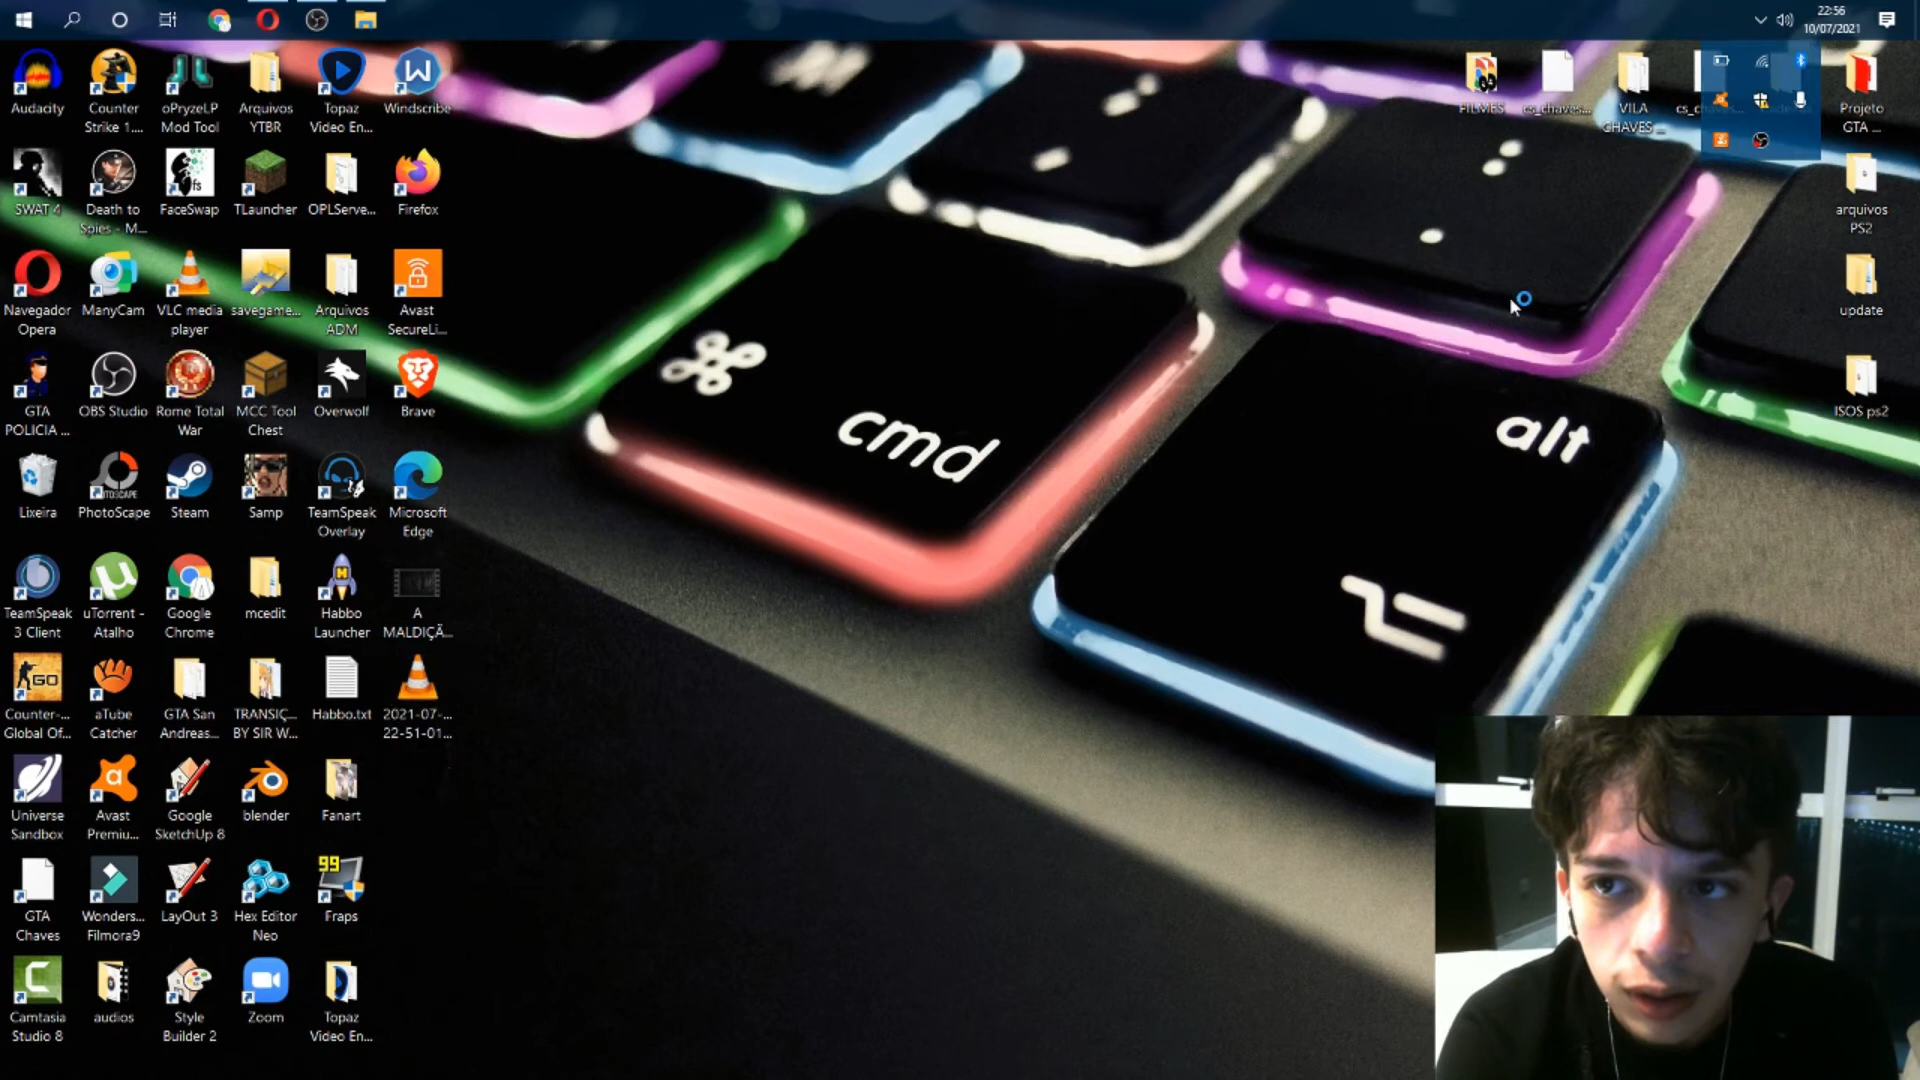 22:56
10/07/2021
Audacity
Counter
Strike 1....
oPryzeLP
Mod Tool
Arquivos
YTBR
Topaz
Video En...
Windscribe
FILMES
cs_chaves...
VILA
CHAVES ...
Projeto
GTA ...
SWAT 4
Death to
Spies - M...
FaceSwap
TLauncher
OPLServe...
Firefox
arquivos
PS2
Navegador
Opera
ManyCam
VLC media
player
savegame...
Arquivos
ADM
Avast
SecureLi...
update
GTA
POLICIA ...
OBS Studio
Rome Total
War
MCC Tool
Chest
Overwolf
Brave
ISOS ps2
Lixeira
PhotoScape
Steam
Samp
TeamSpeak
Overlay
Microsoft
Edge
TeamSpeak
3 Client
uTorrent -
Atalho
Google
Chrome
mcedit
Habbo
Launcher
A
MALDIÇÃ...
Counter-...
Global Of...
aTube
Catcher
GTA San
Andreas...
TRANSIÇ...
BY SIR W...
Habbo.txt
2021-07-...
22-51-01...
Universe
Sandbox
Avast
Premiu...
Google
SketchUp 8
blender
Fanart
GTA
Chaves
Wonders...
Filmora9
LayOut 3
Hex Editor
Neo
99
Fraps
Camtasia
Studio 8
audios
Style
Builder 2
Zoom
Topaz
Video En...
cmd
alt